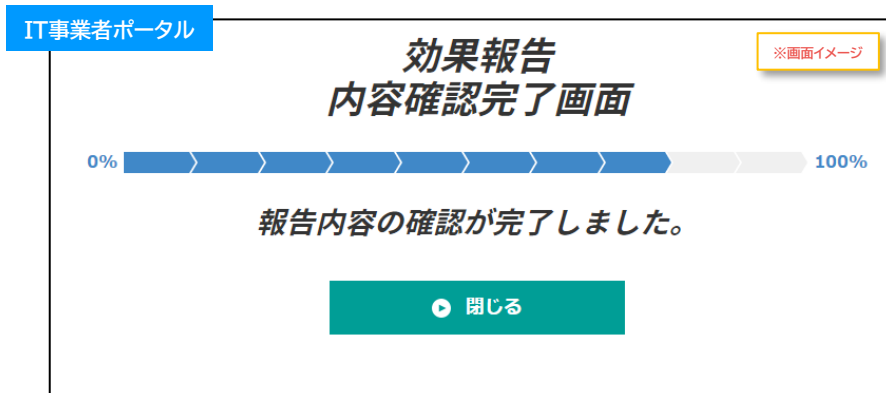 IT事業者ポータル
※画面イメージ
効果報告
内容確認完了画面
0%
100%
報告内容の確認が完了しました。
閉じる